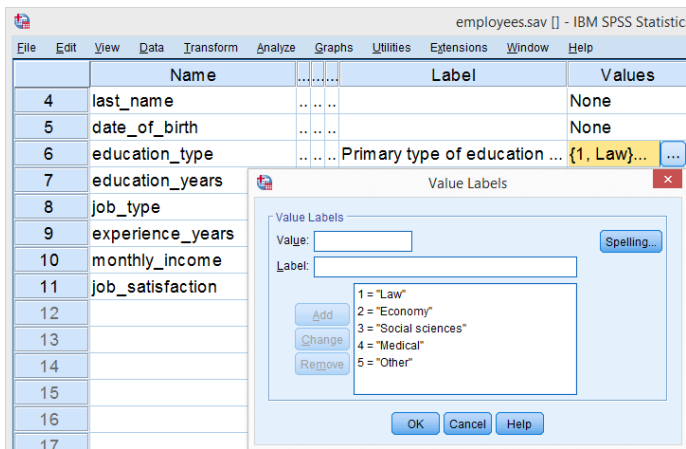 employees.sav [] - IBM SPSS Statistic
File Edit View Data Transform Analyze Graphs Utilities Extensions Window Help
Name ... ... ... Label Values
4 last_name .. .. .. None
5 date_of_birth .. .. .. None
6 education_type .. .. .. Primary type of education ... {1, Law}... ...
7 education_years
8 job_type
9 experience_years
10 monthly_income
11 job_satisfaction
12
13
14
15
16
17
Value Labels
Value Labels
Value:
Spelling...
Label:
1 = "Law"
2 = "Economy"
3 = "Social sciences"
4 = "Medical"
5 = "Other"
Add
Change
Remove
OK Cancel Help